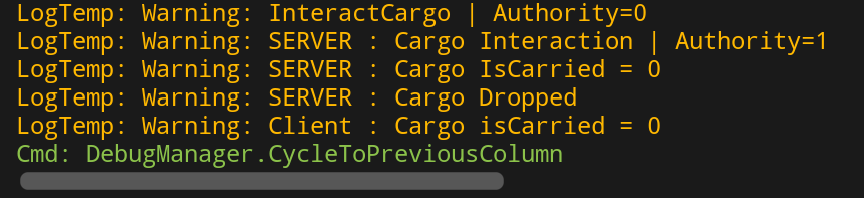 LogTemp: Warning: InteractCargo | Authority=0
LogTemp: Warning: SERVER : Cargo Interaction | Authority=1
LogTemp: Warning: SERVER : Cargo IsCarried = 0
LogTemp: Warning: SERVER : Cargo Dropped
LogTemp: Warning: Client : Cargo isCarried = 0
Cmd: DebugManager.CycleToPreviousColumn